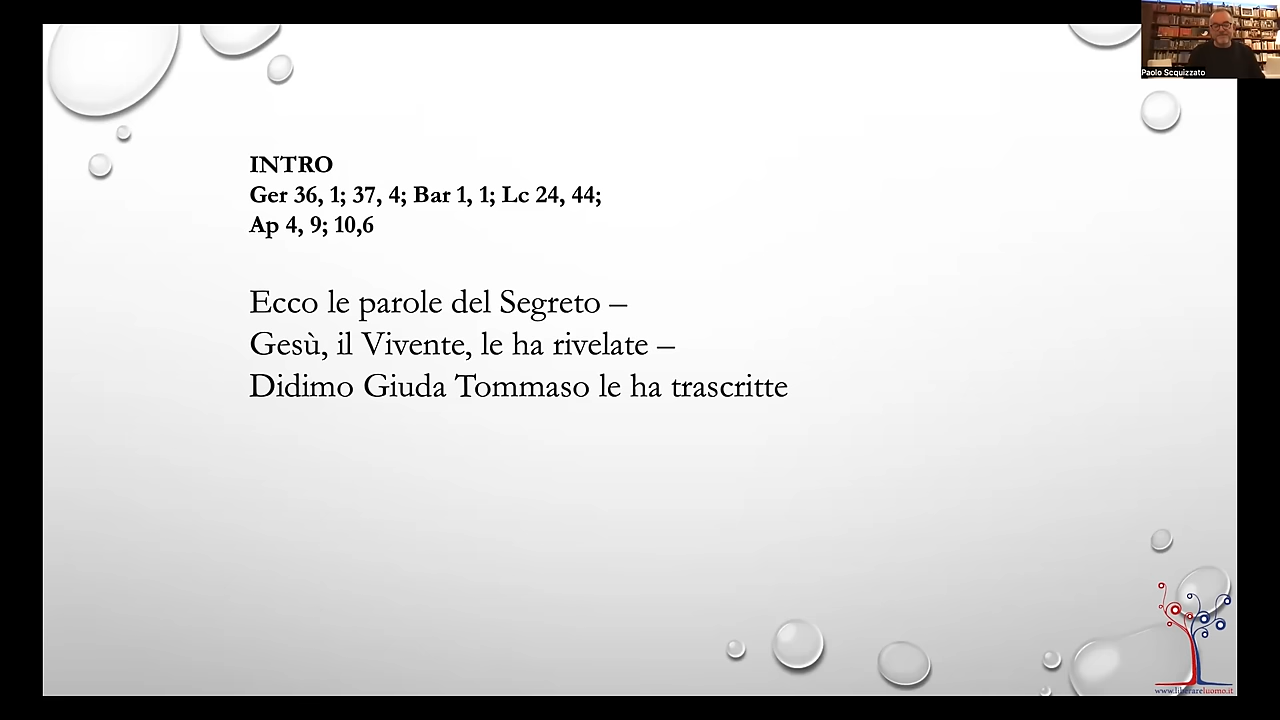 Paolo Scquizzato
INTRO
Ger 36, 1; 37, 4; Bar 1, 1; Lc 24, 44;
Ap 4, 9; 10,6
Ecco le parole del Segreto –
Gesù, il Vivente, le ha rivelate –
Didimo Giuda Tommaso le ha trascritte
www.liberareluomo.it